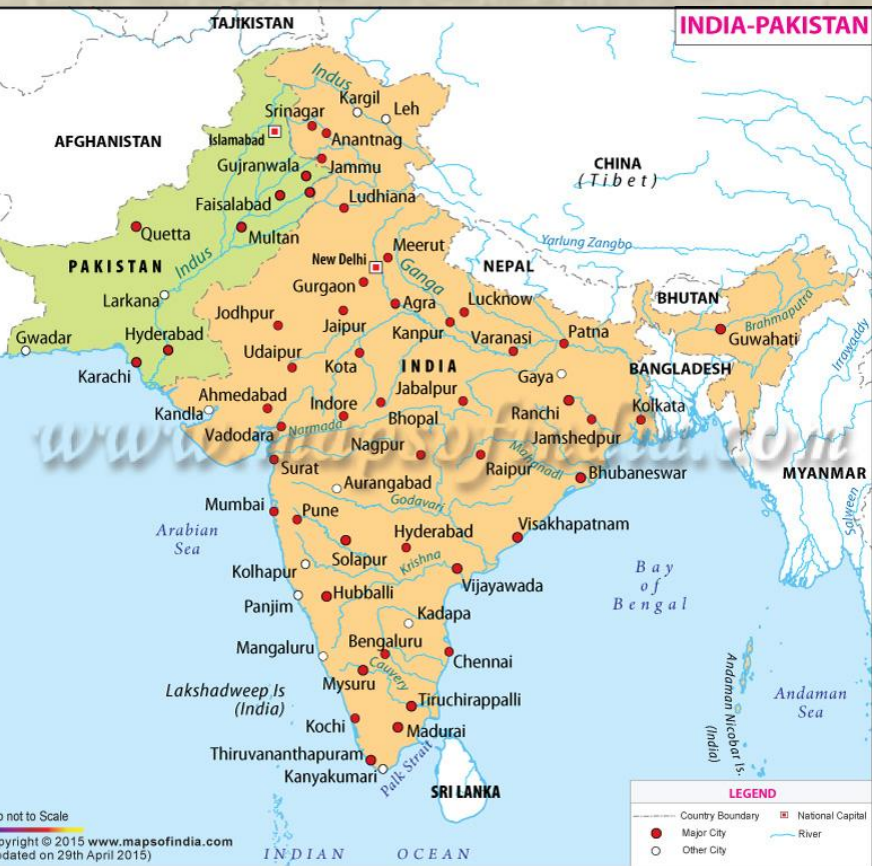 INDIA-PAKISTAN
TAJIKISTAN
Indus
Kargil
Leh
Srinagar
AFGHANISTAN
Islamabad
Anantnag
Gujranwala
Jammu
CHINA
(Tibet)
Faisalabad
Ludhiana
Quetta
Multan
Yarlung Zangbo
Meerut
New Delhi
PAKISTAN
Indus
Ganga
NEPAL
Gurgaon
Larkana
Agra
Lucknow
BHUTAN
Brahmaputra
Jodhpur
Jaipur
Kanpur
Varanasi
Patna
Guwahati
Gwadar
Hyderabad
Irrawaddy
Udaipur
Kota
INDIA
BANGLADESH
Karachi
Gaya
Ahmedabad
Jabalpur
Kandla
Indore
Bhopal
Ranchi
Kolkata
Vadodara
Narmada
Jamshedpur
www.mapsofindia.com
Nagpur
Mahanadi
Surat
Raipur
Bhubaneswar
MYANMAR
Aurangabad
Godavari
Salween
Mumbai
Pune
Arabian
Sea
Hyderabad
Visakhapatnam
Solapur
Krishna
Kolhapur
Bay
of
Bengal
Vijayawada
Panjim
Hubballi
Kadapa
Mangaluru
Bengaluru
Chennai
Cauvery
Mysuru
Lakshadweep Is
(India)
Andaman Nicobar Is.
(India)
Andaman
Sea
Tiruchirappalli
Kochi
Madurai
Thiruvananthapuram
Kanyakumari
Palk Strait
SRI LANKA
LEGEND
Country Boundary
National Capital
Major City
River
Other City
not to Scale
Copyright © 2015 www.mapsofindia.com
29th April 2015)
INDIAN OCEAN